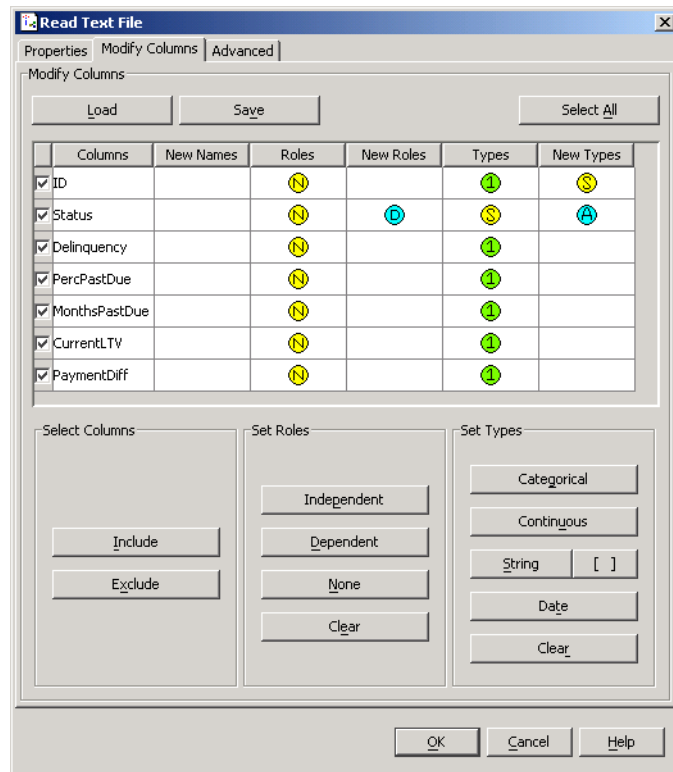 Read Text File
Properties Modify Columns Advanced
Modify Columns
Load Save Select All
Columns New Names Roles New Roles Types New Types
ID N 1 S
Status N D S A
Delinquency N 1
PercPastDue N 1
MonthsPastDue N 1
CurrentLTV N 1
PaymentDiff N 1
Select Columns Set Roles Set Types
Categorical
Independent
Continuous
Include Dependent
String [ ]
Exclude None
Date
Clear
Clear
OK Cancel Help